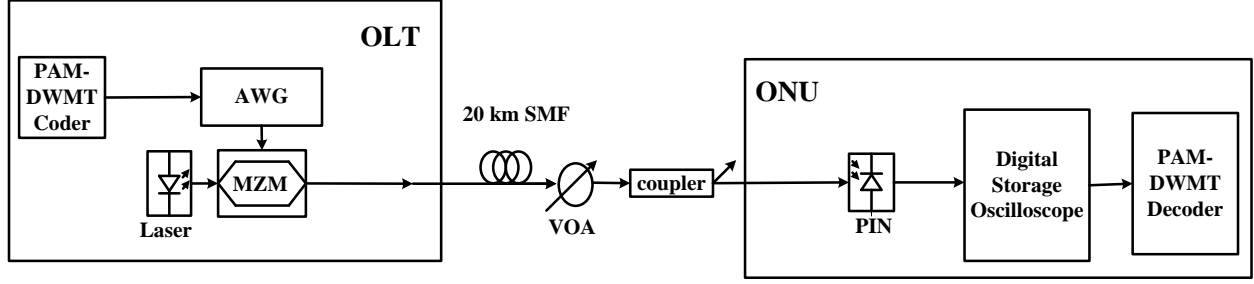 OLT
PAM-
DWMT
Coder
AWG
MZM
Laser
20 km SMF
VOA
coupler
ONU
PIN
Digital
Storage
Oscilloscope
PAM-
DWMT
Decoder